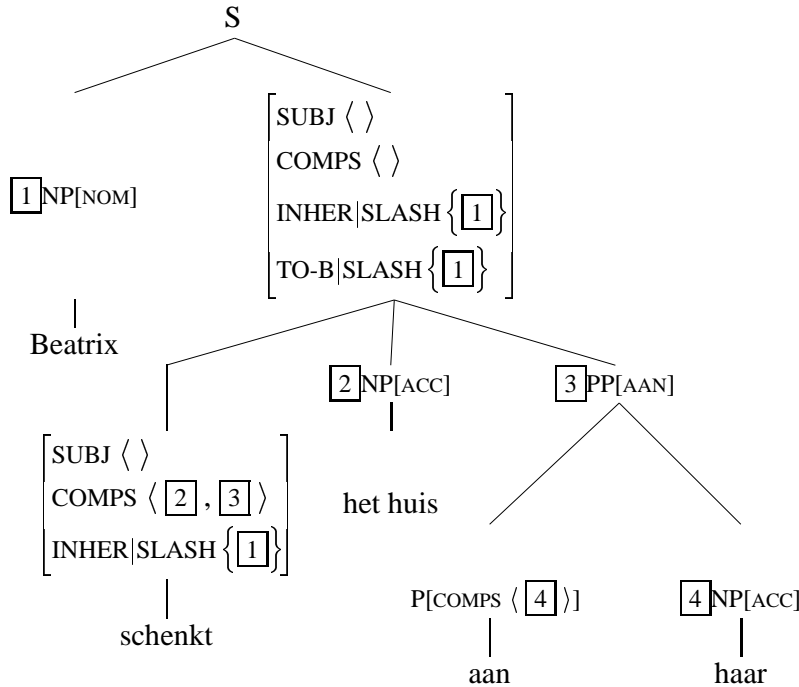 S
SUBJ ⟨ ⟩
COMPS ⟨ ⟩
INHER|SLASH { 1 }
TO-B|SLASH { 1 }
1 NP[NOM]
Beatrix
2 NP[ACC]
3 PP[AAN]
SUBJ ⟨ ⟩
COMPS ⟨ 2 , 3 ⟩
INHER|SLASH { 1 }
het huis
schenkt
P[COMPS ⟨ 4 ⟩]
4 NP[ACC]
aan
haar